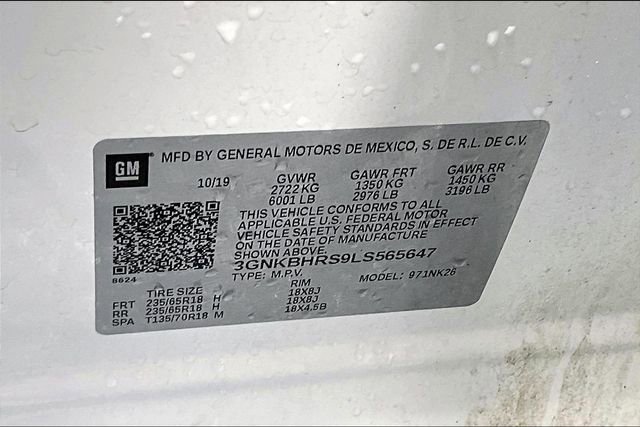 GM MFD BY GENERAL MOTORS DE MEXICO, S. DE R.L. DE C.V.
10/19 GVWR GAWR FRT GAWR RR
2722 KG 1350 KG 1450 KG
6001 LB 2976 LB 3196 LB
THIS VEHICLE CONFORMS TO ALL
APPLICABLE U.S. FEDERAL MOTOR
VEHICLE SAFETY STANDARDS IN EFFECT
ON THE DATE OF MANUFACTURE
SHOWN ABOVE.
3GNKBHRS9LS565647
8624 TYPE: M.P.V. MODEL: 971NK26
TIRE SIZE RIM
FRT 235/65R18 H 18X8J
RR 235/65R18 H 18X8J
SPA T135/70R18 M 18X4.5B